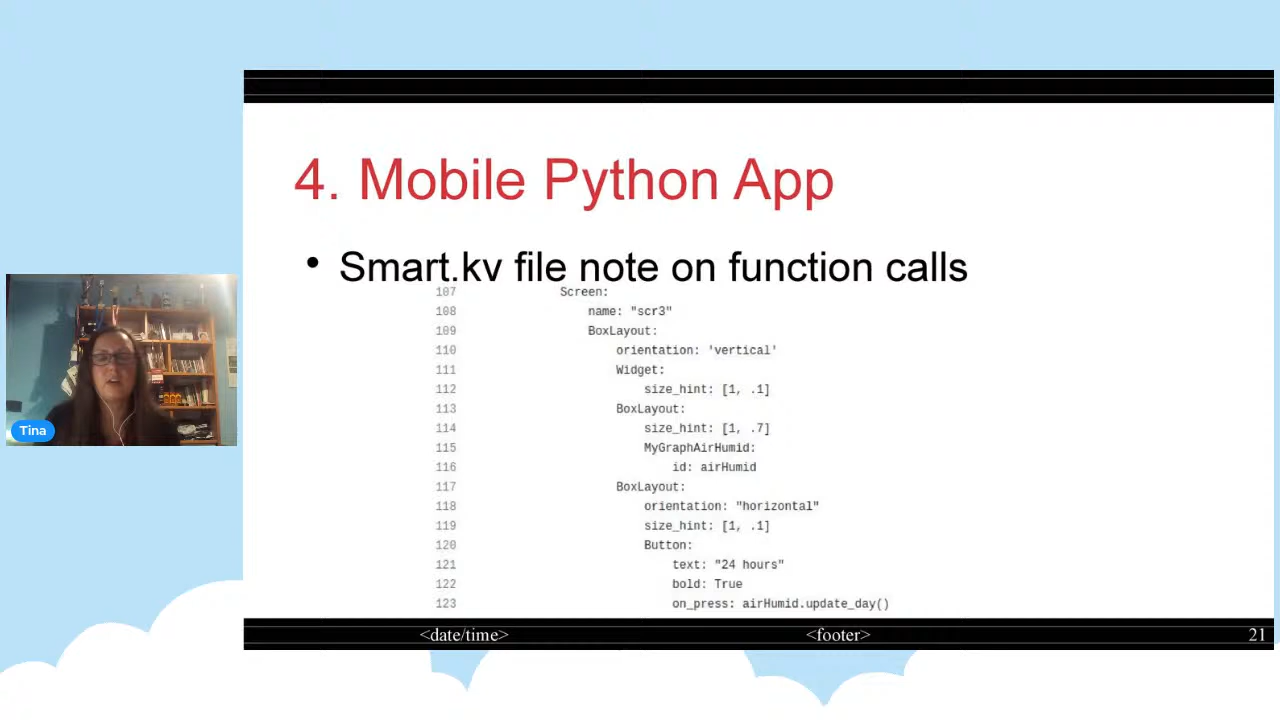 4. Mobile Python App
• Smart.kv file note on function calls
107 Screen:
108 name: "scr3"
109 BoxLayout:
110 orientation: 'vertical'
111 Widget:
112 size_hint: [1, .1]
113 BoxLayout:
114 size_hint: [1, .7]
115 MyGraphAirHumid:
116 id: airHumid
117 BoxLayout:
118 orientation: "horizontal"
119 size_hint: [1, .1]
120 Button:
121 text: "24 hours"
122 bold: True
123 on_press: airHumid.update_day()
Tina
<date/time> <footer> 21